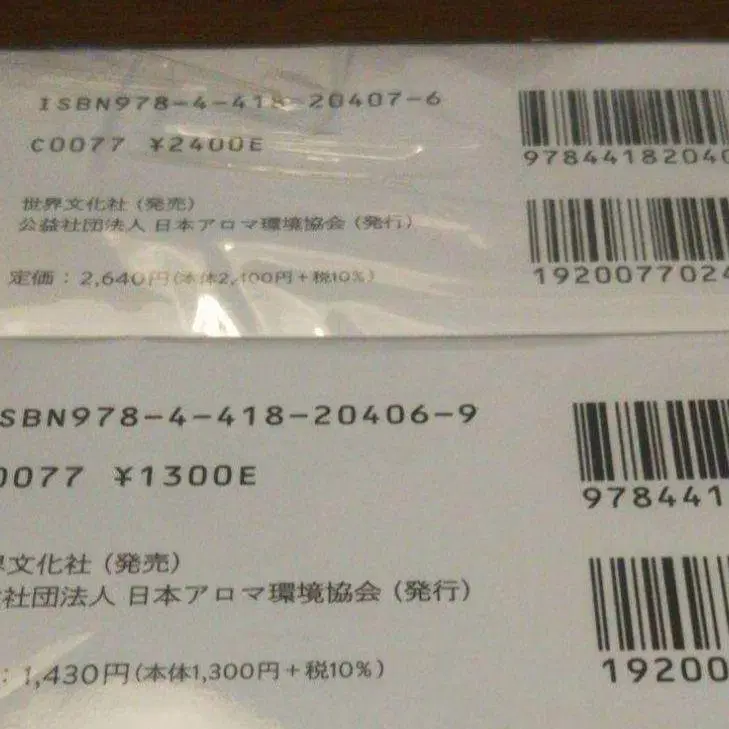 ISBN978-4-418-20407-6
C0077 ¥2400E
世界文化社（発売）
公益社団法人 日本アロマ環境協会（発行）
定価：2,640円(本体2,400円＋税10%)
97844182040
1920077024
SBN978-4-418-20406-9
0077 ¥1300E
界文化社（発売）
社団法人 日本アロマ環境協会（発行）
：1,430円(本体1,300円＋税10%)
978441
19200